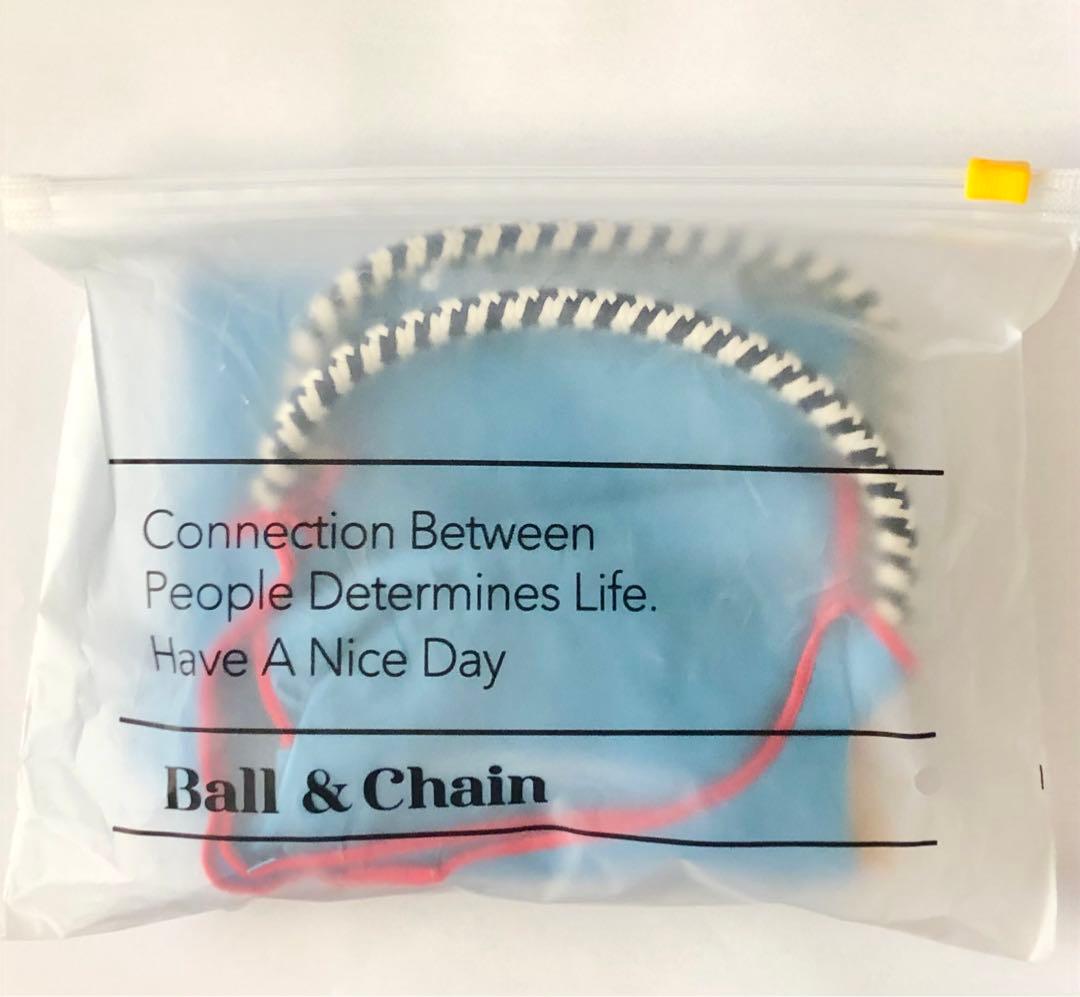 Connection Between
People Determines Life.
Have A Nice Day
Ball & Chain